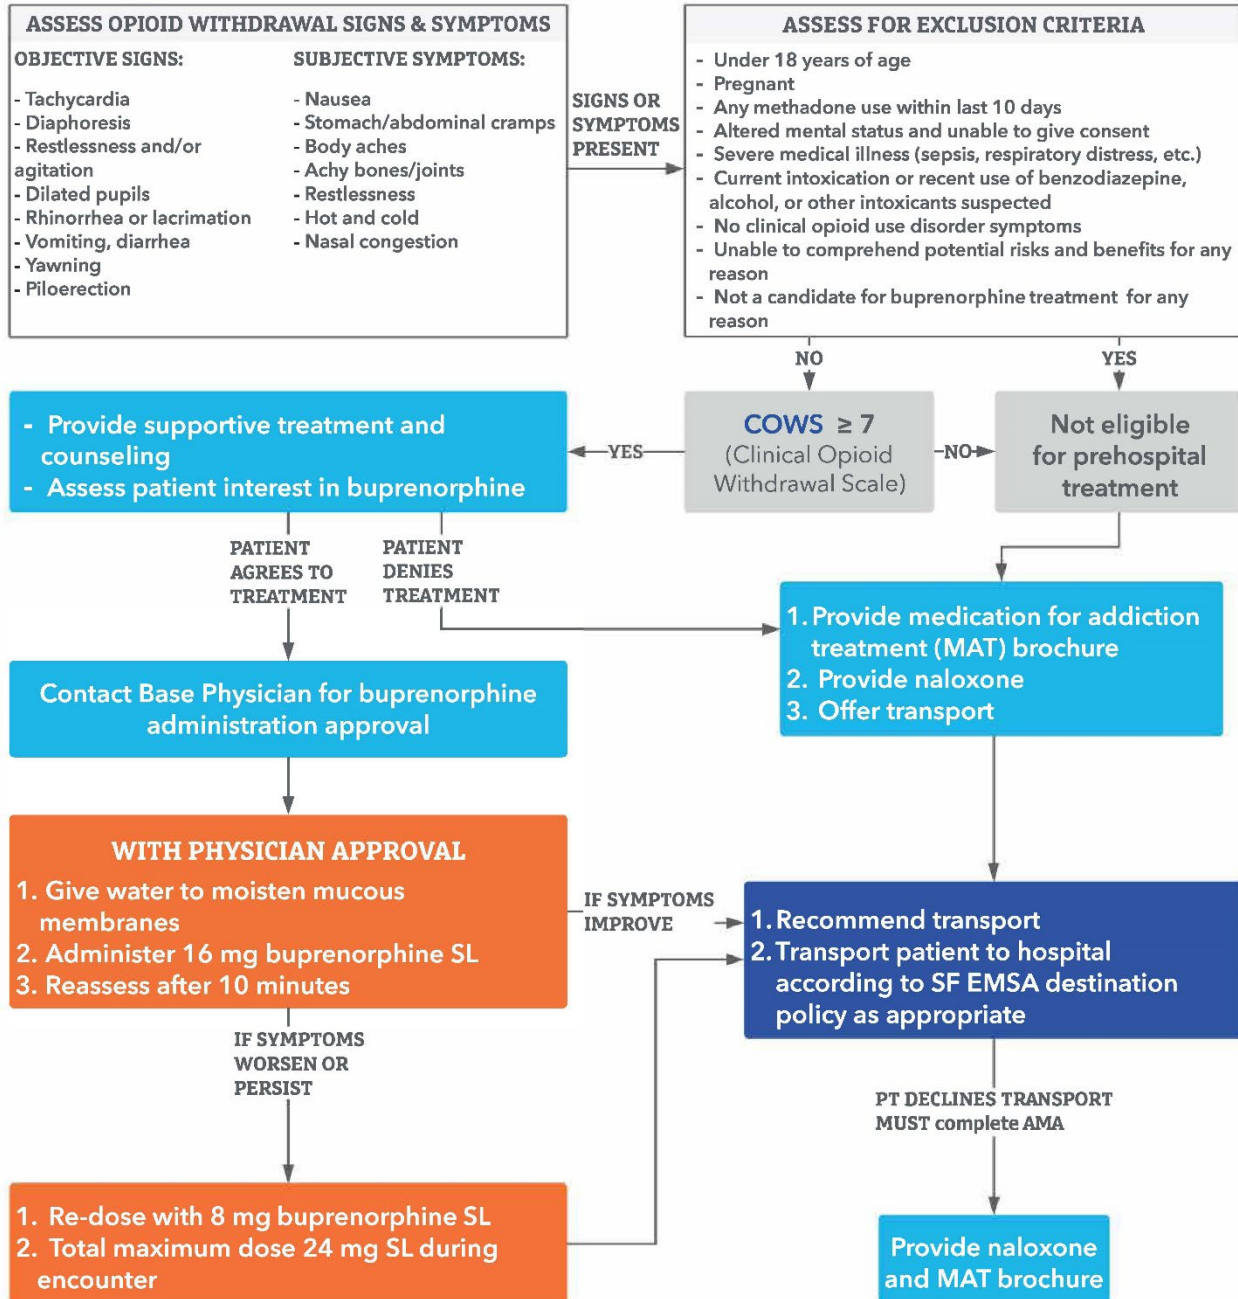 ASSESS OPIOID WITHDRAWAL SIGNS & SYMPTOMS
OBJECTIVE SIGNS:
- Tachycardia
- Diaphoresis
- Restlessness and/or
agitation
- Dilated pupils
- Rhinorrhea or lacrimation
- Vomiting, diarrhea
- Yawning
- Piloerection
SUBJECTIVE SYMPTOMS:
- Nausea
- Stomach/abdominal cramps
- Body aches
- Achy bones/joints
- Restlessness
- Hot and cold
- Nasal congestion
SIGNS OR
SYMPTOMS
PRESENT
ASSESS FOR EXCLUSION CRITERIA
- Under 18 years of age
- Pregnant
- Any methadone use within last 10 days
- Altered mental status and unable to give consent
- Severe medical illness (sepsis, respiratory distress, etc.)
- Current intoxication or recent use of benzodiazepine,
alcohol, or other intoxicants suspected
- No clinical opioid use disorder symptoms
- Unable to comprehend potential risks and benefits for any
reason
- Not a candidate for buprenorphine treatment for any
reason
NO
YES
COWS ≥ 7
(Clinical Opioid
Withdrawal Scale)
NO
Not eligible
for prehospital
treatment
YES
- Provide supportive treatment and
counseling
- Assess patient interest in buprenorphine
PATIENT
AGREES TO
TREATMENT
PATIENT
DENIES
TREATMENT
1. Provide medication for addiction
treatment (MAT) brochure
2. Provide naloxone
3. Offer transport
Contact Base Physician for buprenorphine
administration approval
WITH PHYSICIAN APPROVAL
1. Give water to moisten mucous
membranes
2. Administer 16 mg buprenorphine SL
3. Reassess after 10 minutes
IF SYMPTOMS
IMPROVE
1. Recommend transport
2. Transport patient to hospital
according to SF EMSA destination
policy as appropriate
IF SYMPTOMS
WORSEN OR
PERSIST
PT DECLINES TRANSPORT
MUST complete AMA
1. Re-dose with 8 mg buprenorphine SL
2. Total maximum dose 24 mg SL during
encounter
Provide naloxone
and MAT brochure